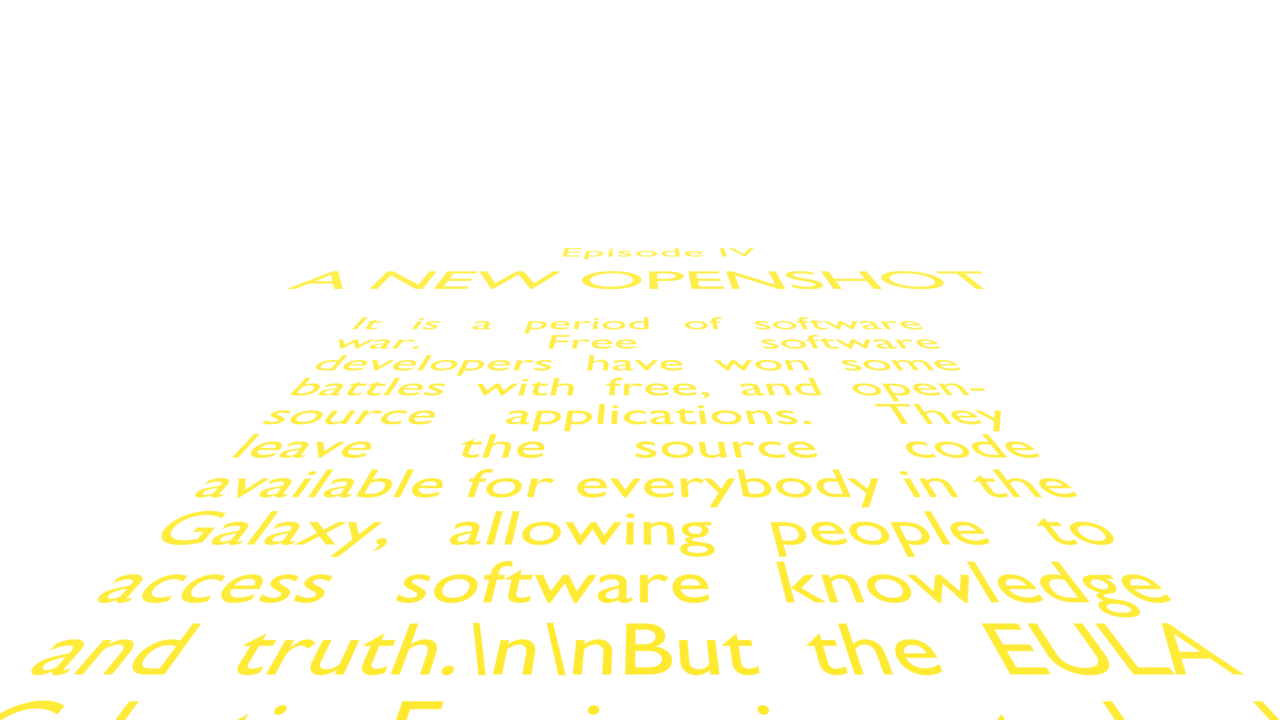 Episode IV
A NEW OPENSHOT
It is a period of software
war. Free software
developers have won some
battles with free, and open-
source applications. They
leave the source code
available for everybody in the
Galaxy, allowing people to
access software knowledge
and truth.\n\nBut the EULA